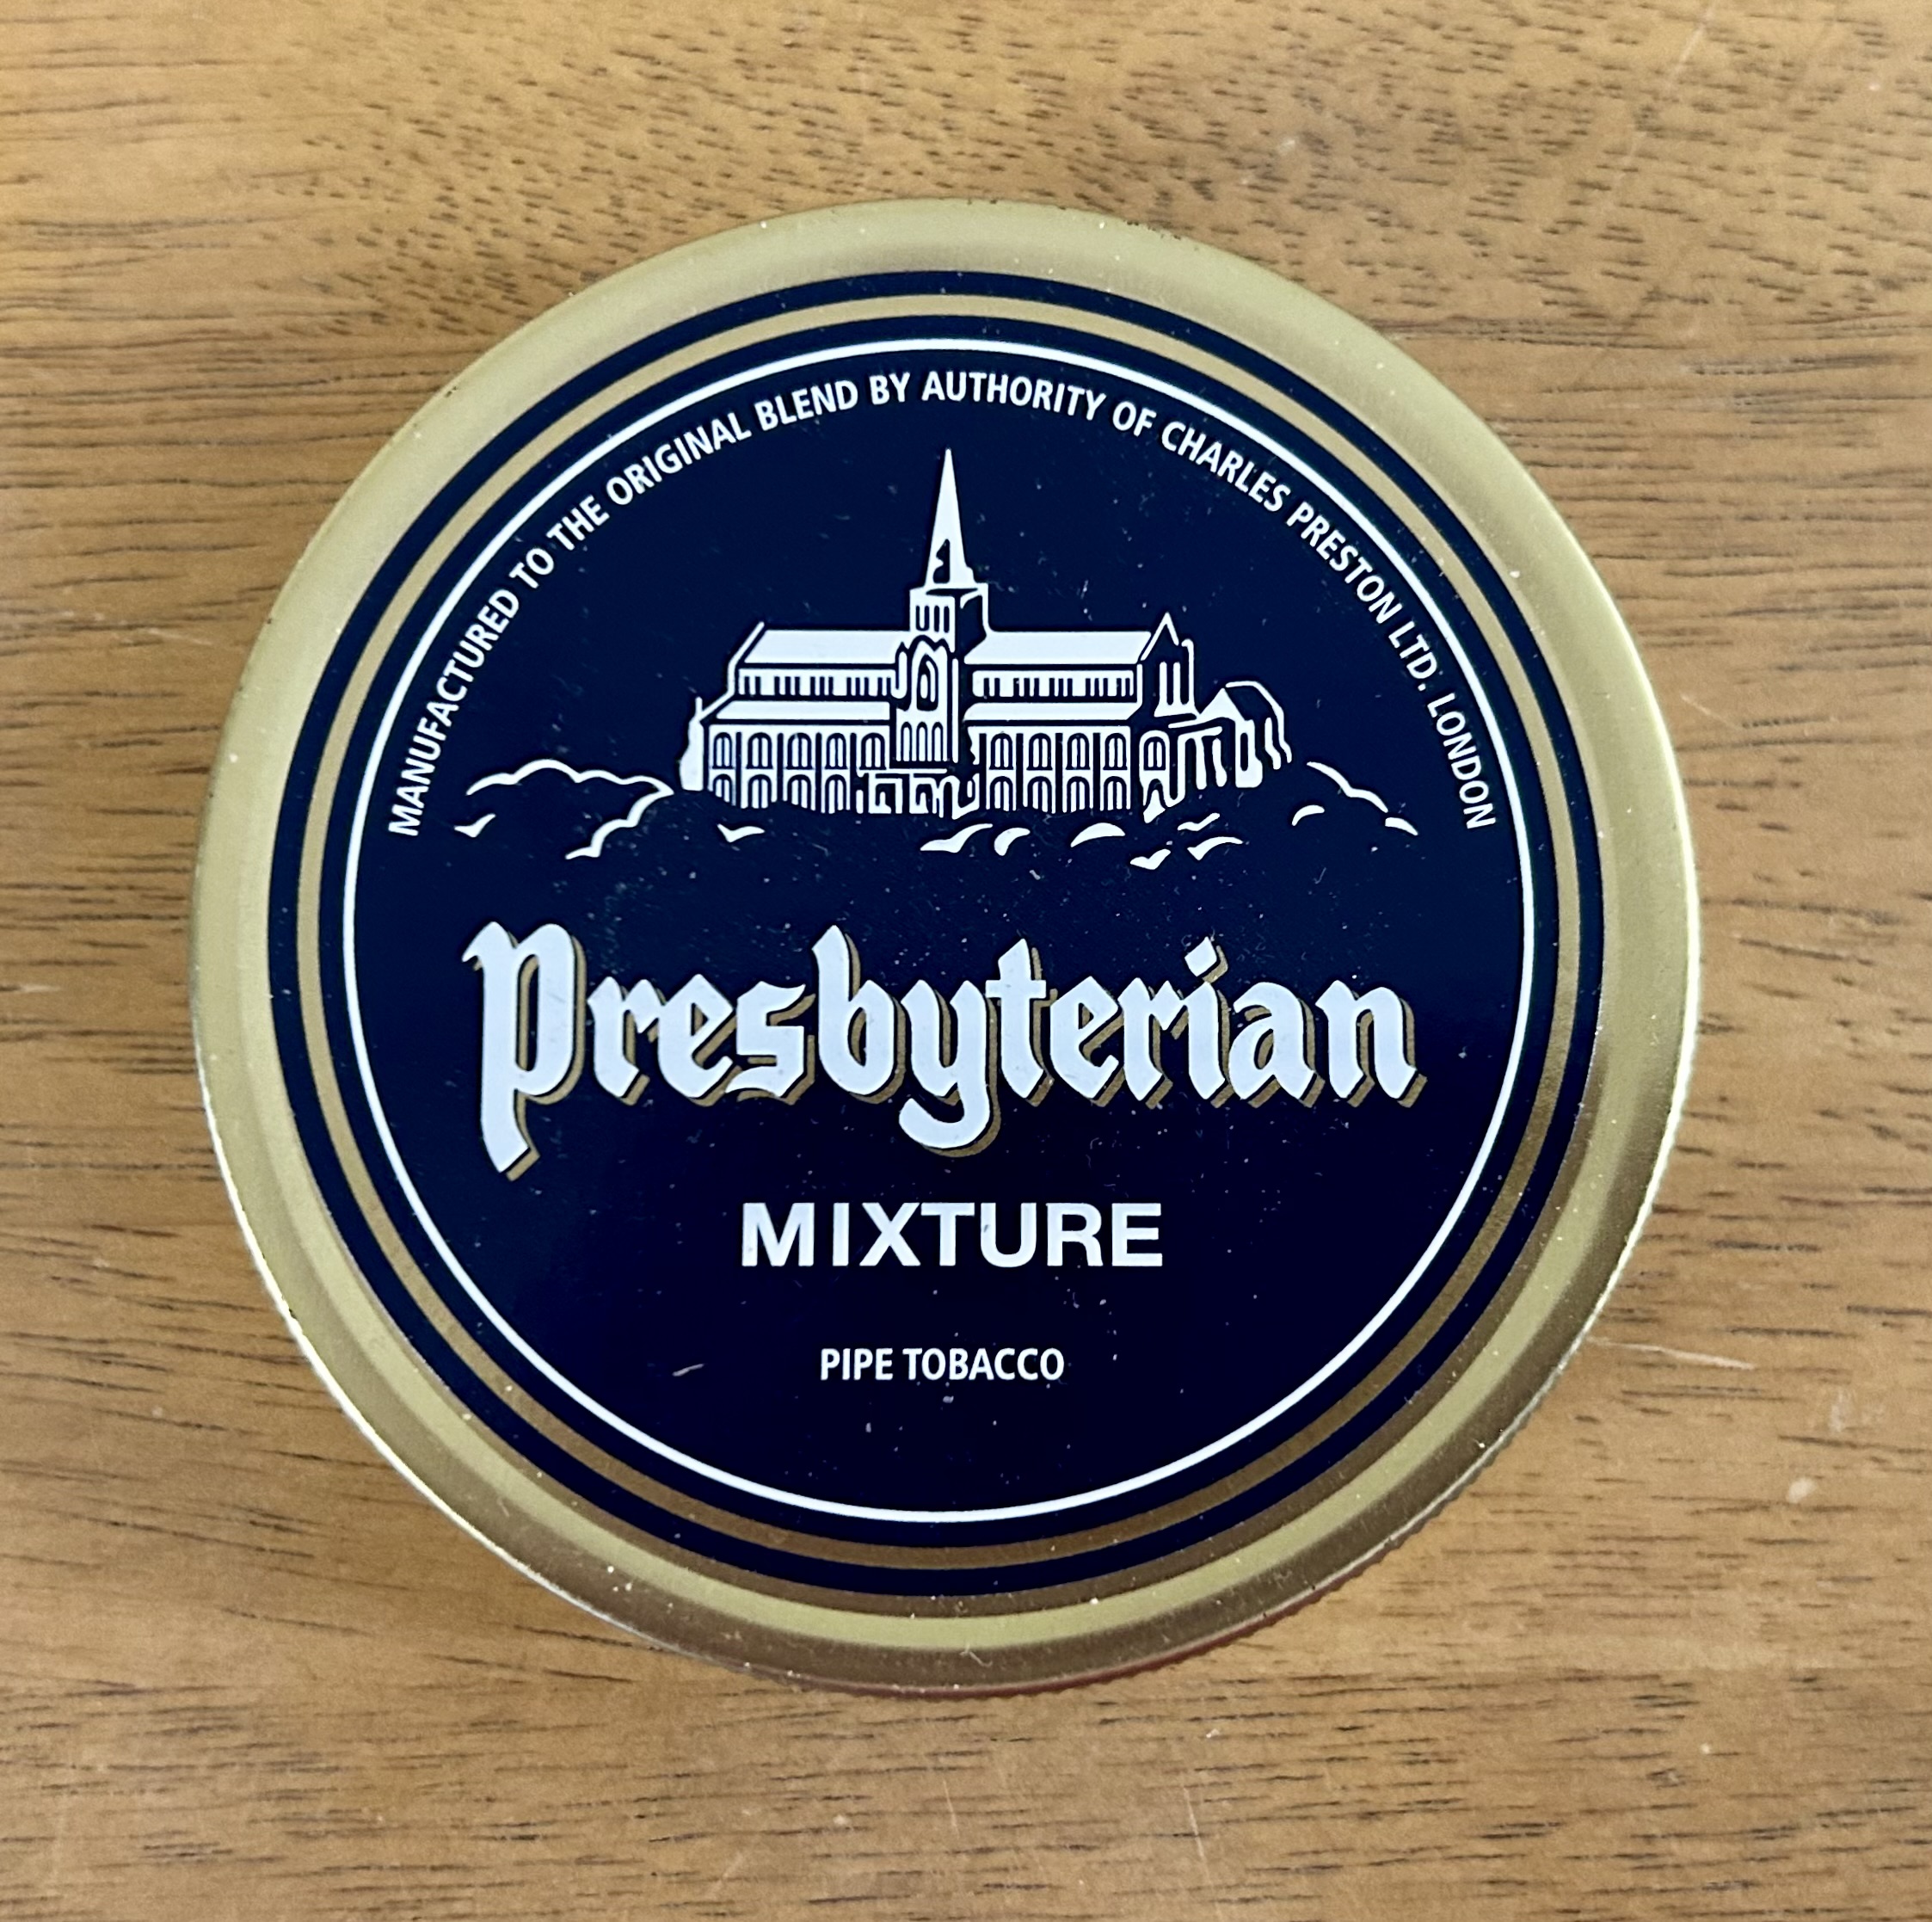 MANUFACTURED TO THE ORIGINAL BLEND BY AUTHORITY OF CHARLES PRESTON LTD. LONDON
Presbyterian
MIXTURE
PIPE TOBACCO